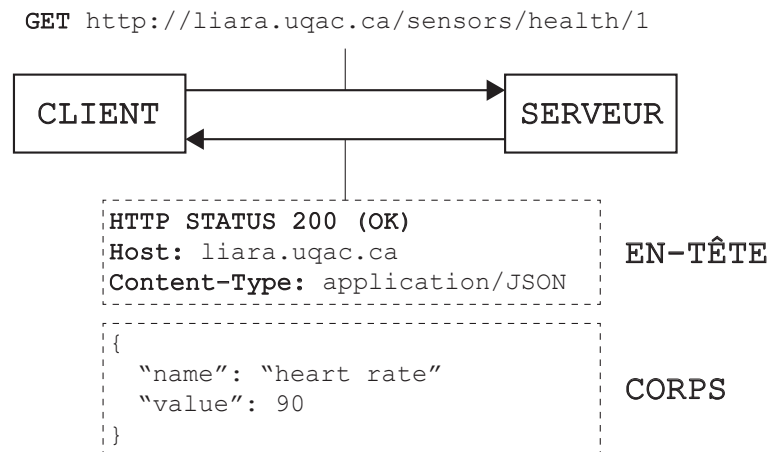 GET http://liara.uqac.ca/sensors/health/1
CLIENT
SERVEUR
HTTP STATUS 200 (OK)
Host: liara.uqac.ca
Content-Type: application/JSON
EN-TÊTE
{
“name”: “heart rate”
“value”: 90
}
CORPS